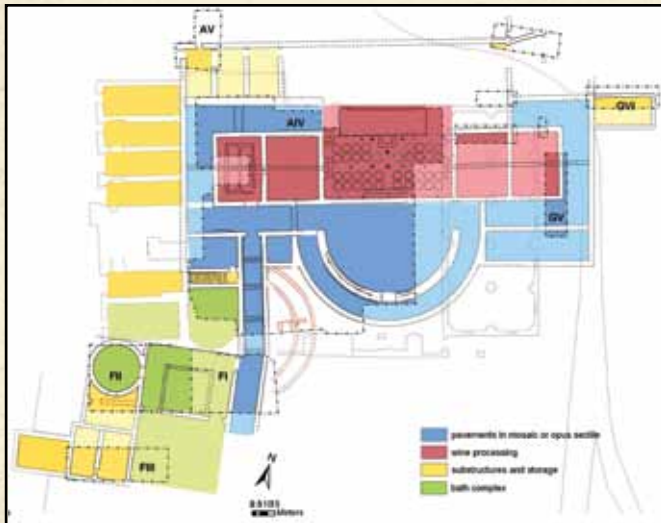 AV
GVI
AIV
GV
FII
FI
FIII
pavements in mosaic or opus sectile
wine processing
substructures and storage
bath complex
N
Meters